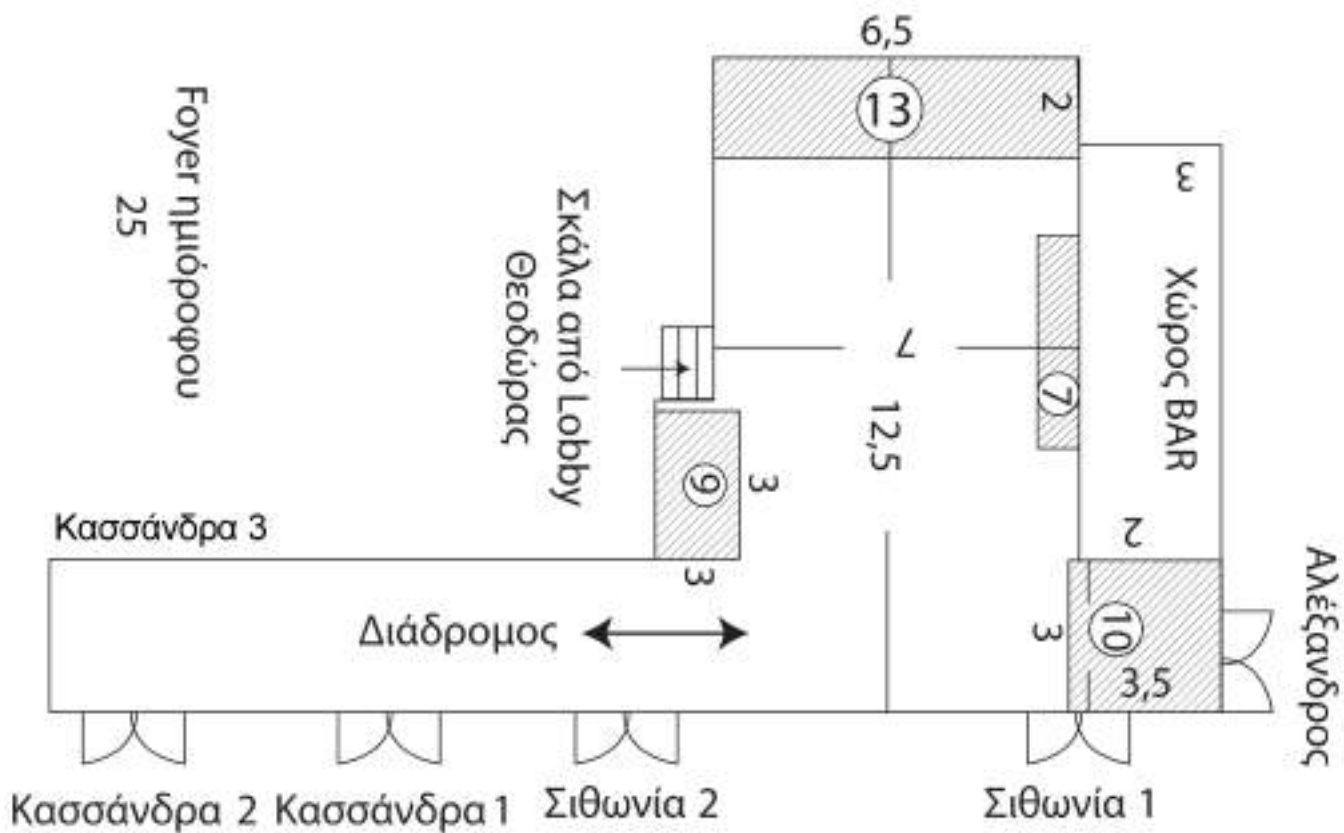 6,5
13
2
Foyer ημιόροφου
25
3
Σκάλα από Lobby
Θεοδώρας
Χώρος BAR
7
7
12,5
9
3
3
2
Κασσάνδρα 3
Διάδρομος
3
10
3,5
Αλέξανδρος
Κασσάνδρα 2
Κασσάνδρα 1
Σιθωνία 2
Σιθωνία 1